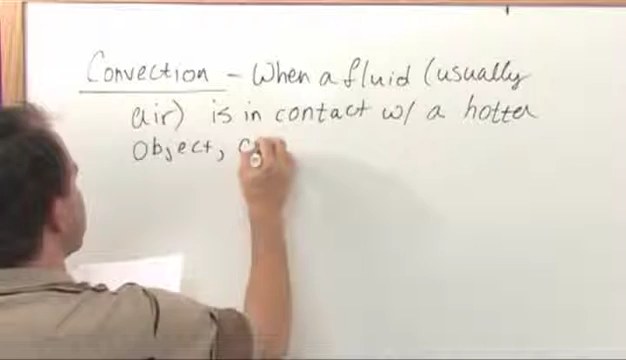 Convection - When a fluid (usually
air) is in contact w/ a hotter
object,